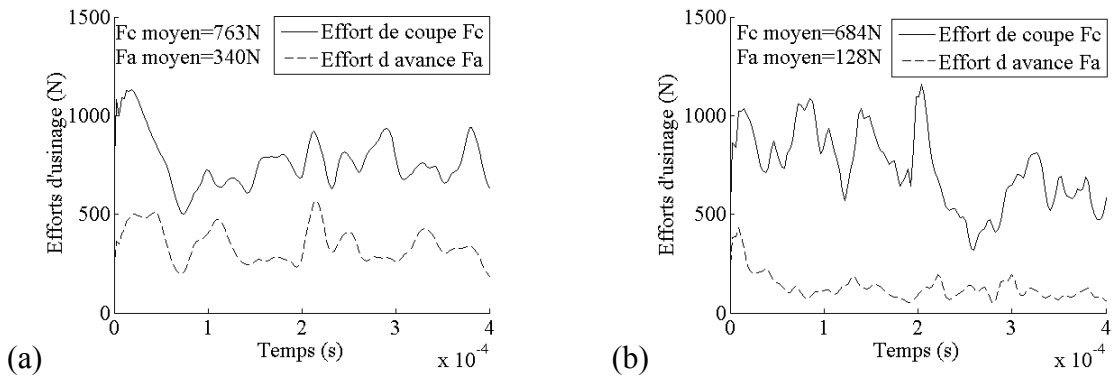 1500
Fc moyen=763N
Fa moyen=340N
Effort de coupe Fc
Effort d avance Fa
1000
500
0
Efforts d'usinage (N)
0 1 2 3 4
Temps (s)
x 10⁻⁴
(a)
1500
Fc moyen=684N
Fa moyen=128N
Effort de coupe Fc
Effort d avance Fa
1000
500
0
Efforts d'usinage (N)
0 1 2 3 4
Temps (s)
x 10⁻⁴
(b)